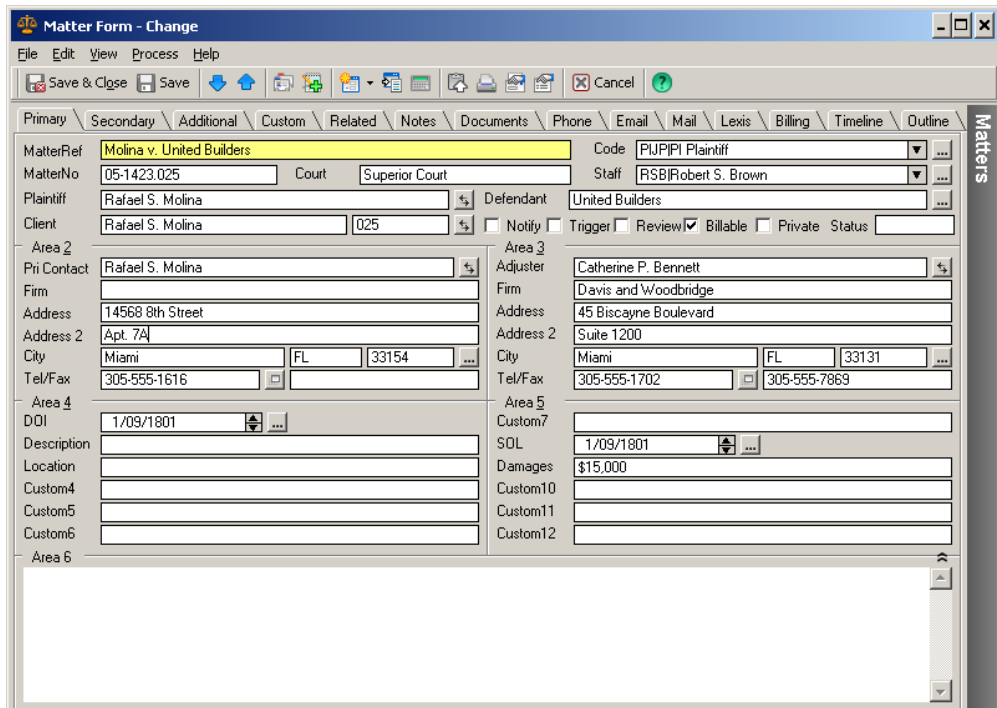 Matter Form - Change
File Edit View Process Help
Save & Close Save Cancel ?
Primary Secondary Additional Custom Related Notes Documents Phone Email Mail Lexis Billing Timeline Outline
Matters
MatterRef Molina v. United Builders Code PIJP|PI Plaintiff ...
MatterNo 05-1423.025 Court Superior Court Staff RSB|Robert S. Brown ...
Plaintiff Rafael S. Molina Defendant United Builders ...
Client Rafael S. Molina 025 Notify Trigger Review Billable Private Status
Area 2 Area 3
Pri Contact Rafael S. Molina Adjuster Catherine P. Bennett
Firm Firm Davis and Woodbridge
Address 14568 8th Street Address 45 Biscayne Boulevard
Address 2 Apt. 7A Address 2 Suite 1200
City Miami FL 33154 ... City Miami FL 33131 ...
Tel/Fax 305-555-1616 Tel/Fax 305-555-1702 305-555-7869
Area 4 Area 5
DOI 1/09/1801 ... Custom7
Description SOL 1/09/1801 ...
Location Damages $15,000
Custom4 Custom10
Custom5 Custom11
Custom6 Custom12
Area 6